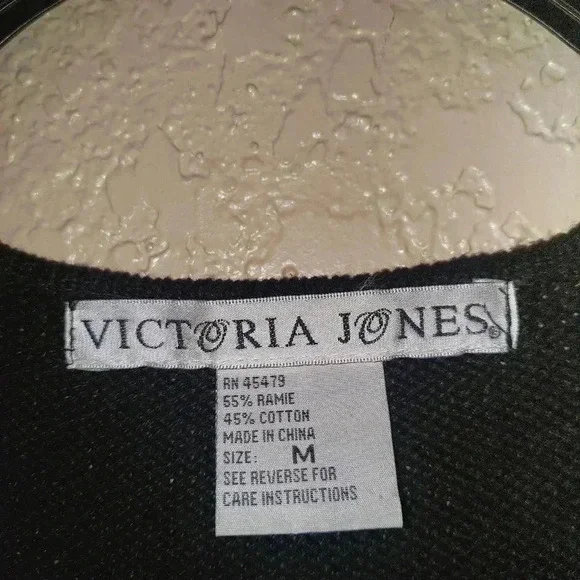 VICTORIA JONES®
RN 45479
55% RAMIE
45% COTTON
MADE IN CHINA
SIZE: M
SEE REVERSE FOR
CARE INSTRUCTIONS